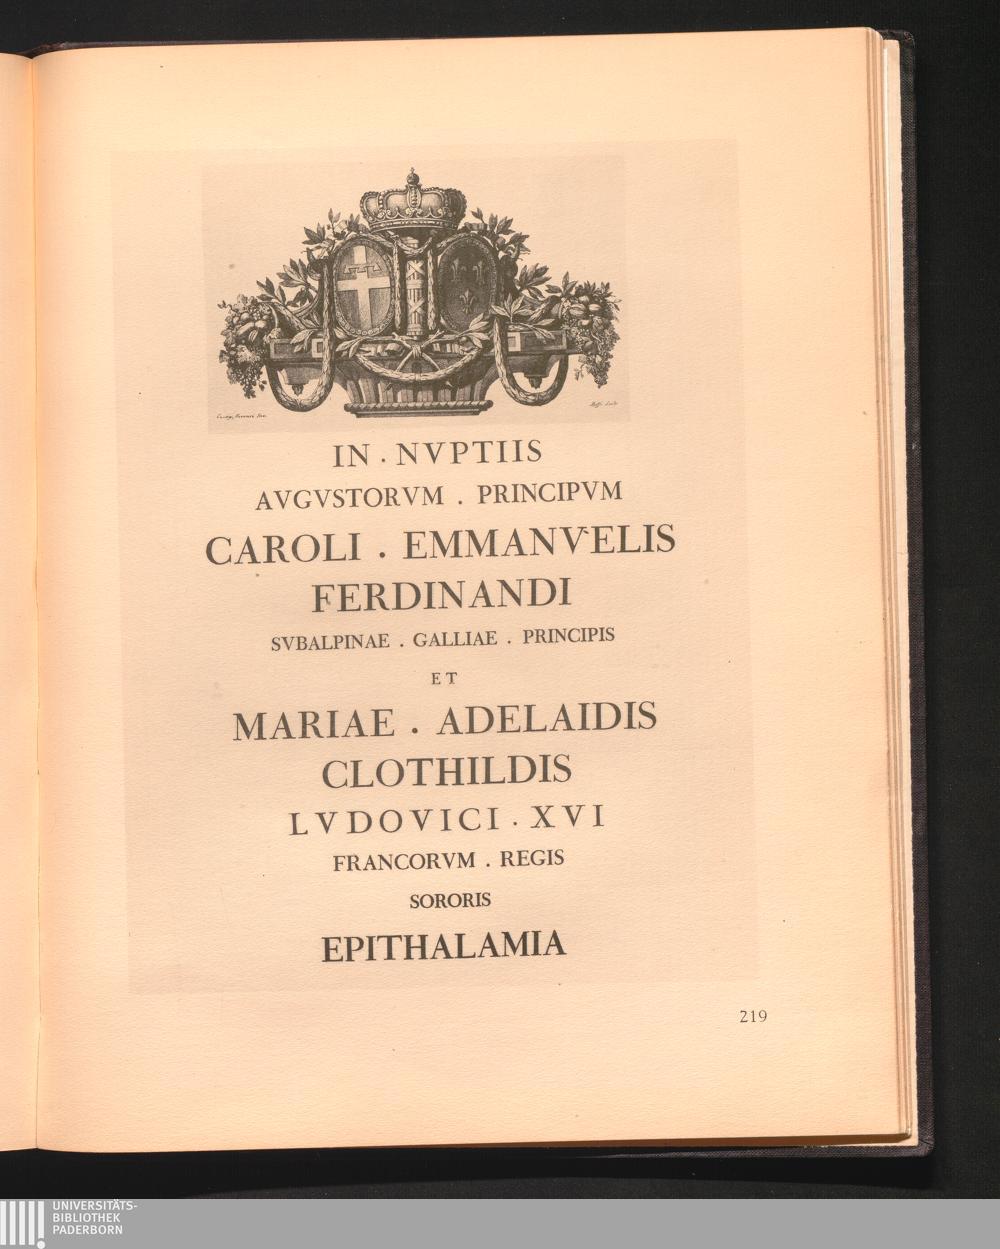 IN . NVPTIIS
AVGVSTORVM . PRINCIPVM
CAROLI . EMMANVELIS
FERDINANDI
SVBALPINAE . GALLIAE . PRINCIPIS
ET
MARIAE . ADELAIDIS
CLOTHILDIS
LVDOVICI . XVI
FRANCORVM . REGIS
SORORIS
EPITHALAMIA
219
UNIVERSITÄTS-
BIBLIOTHEK
PADERBORN